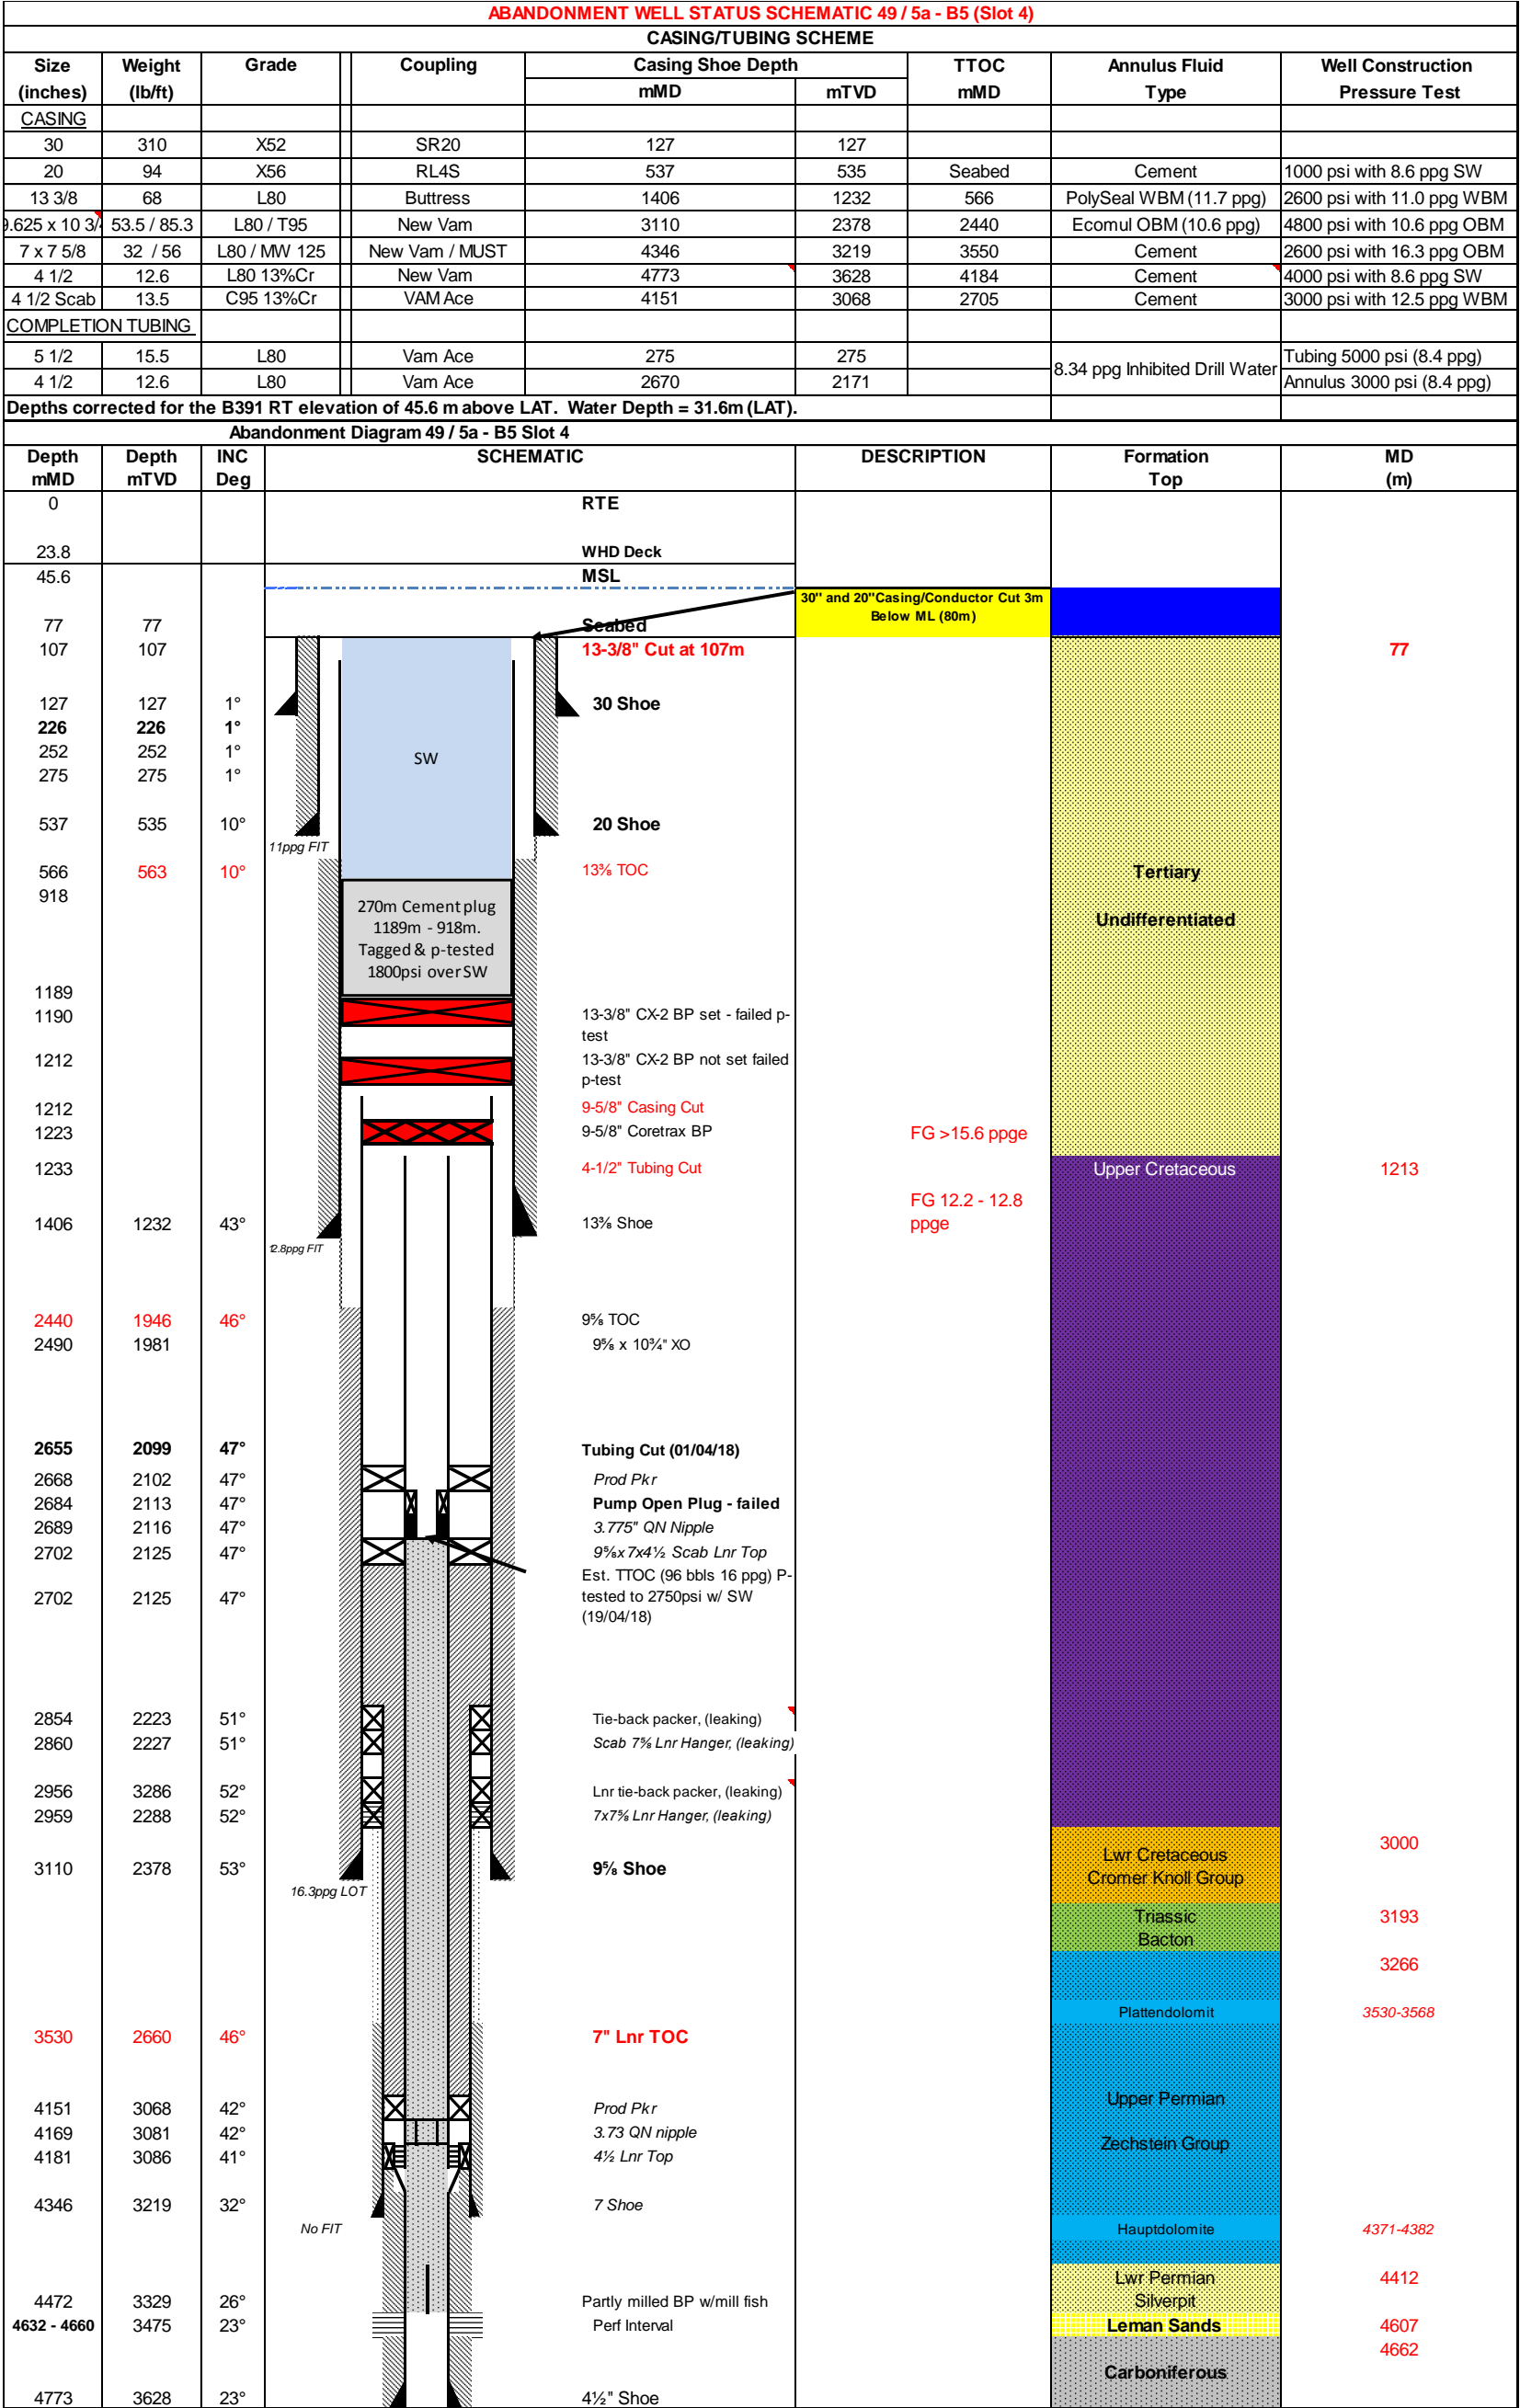 ABANDONMENT WELL STATUS SCHEMATIC 49 / 5a - B5 (Slot 4)
CASING/TUBING SCHEME
Size Weight Grade Coupling Casing Shoe Depth TTOC Annulus Fluid Well Construction
(inches) (lb/ft) mMD mTVD mMD Type Pressure Test
CASING
30 310 X52 SR20 127 127
20 94 X56 RL4S 537 535 Seabed Cement 1000 psi with 8.6 ppg SW
13 3/8 68 L80 Buttress 1406 1232 566 PolySeal WBM (11.7 ppg) 2600 psi with 11.0 ppg WBM
9.625 x 10 3/4 53.5 / 85.3 L80 / T95 New Vam 3110 2378 2440 Ecomul OBM (10.6 ppg) 4800 psi with 10.6 ppg OBM
7 x 7 5/8 32 / 56 L80 / MW 125 New Vam / MUST 4346 3219 3550 Cement 2600 psi with 16.3 ppg OBM
4 1/2 12.6 L80 13%Cr New Vam 4773 3628 4184 Cement 4000 psi with 8.6 ppg SW
4 1/2 Scab 13.5 C95 13%Cr VAM Ace 4151 3068 2705 Cement 3000 psi with 12.5 ppg WBM
COMPLETION TUBING
5 1/2 15.5 L80 Vam Ace 275 275 8.34 ppg Inhibited Drill Water Tubing 5000 psi (8.4 ppg)
4 1/2 12.6 L80 Vam Ace 2670 2171 Annulus 3000 psi (8.4 ppg)
Depths corrected for the B391 RT elevation of 45.6 m above LAT. Water Depth = 31.6m (LAT).
Abandonment Diagram 49 / 5a - B5 Slot 4
Depth Depth INC SCHEMATIC DESCRIPTION Formation MD
mMD mTVD Deg Top (m)
0 RTE
23.8 WHD Deck
45.6 MSL
30" and 20"Casing/Conductor Cut 3m
Below ML (80m)
77 77 Seabed
107 107 13-3/8" Cut at 107m 77
127 127 1° 30 Shoe
226 226 1°
252 252 1°
SW
275 275 1°
537 535 10° 20 Shoe
11ppg FIT
566 563 10° 13⅜ TOC Tertiary
918
270m Cement plug
Undifferentiated
1189m - 918m.
Tagged & p-tested
1800psi over SW
1189
1190 13-3/8" CX-2 BP set - failed p-
test
1212 13-3/8" CX-2 BP not set failed
p-test
1212 9-5/8" Casing Cut
1223 9-5/8" Coretrax BP FG >15.6 ppge
1233 4-1/2" Tubing Cut Upper Cretaceous 1213
FG 12.2 - 12.8
ppge
1406 1232 43° 13⅜ Shoe
12.8ppg FIT
2440 1946 46° 9⅝ TOC
2490 1981 9⅝ x 10¾" XO
2655 2099 47° Tubing Cut (01/04/18)
2668 2102 47° Prod Pkr
2684 2113 47° Pump Open Plug - failed
2689 2116 47° 3.775" QN Nipple
2702 2125 47° 9⅝x7x4½ Scab Lnr Top
Est. TTOC (96 bbls 16 ppg) P-
2702 2125 47° tested to 2750psi w/ SW
(19/04/18)
2854 2223 51° Tie-back packer, (leaking)
2860 2227 51° Scab 7⅝ Lnr Hanger, (leaking)
2956 3286 52° Lnr tie-back packer, (leaking)
2959 2288 52° 7x7⅝ Lnr Hanger, (leaking)
3000
Lwr Cretaceous
3110 2378 53° 9⅝ Shoe Cromer Knoll Group
16.3ppg LOT
Triassic 3193
Bacton
3266
Plattendolomit 3530-3568
3530 2660 46° 7" Lnr TOC
Upper Permian
4151 3068 42° Prod Pkr
4169 3081 42° 3.73 QN nipple
Zechstein Group
4181 3086 41° 4½ Lnr Top
4346 3219 32° 7 Shoe
No FIT Hauptdolomite 4371-4382
Lwr Permian 4412
4472 3329 26° Partly milled BP w/mill fish Silverpit
4632 - 4660 3475 23° Perf Interval Leman Sands 4607
4662
Carboniferous
4773 3628 23° 4½" Shoe